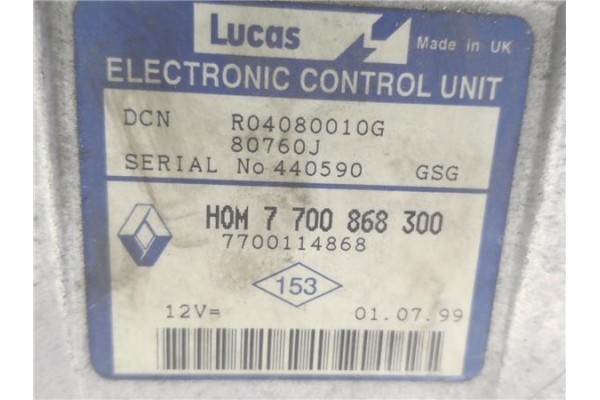 Lucas Made in UK
ELECTRONIC CONTROL UNIT
DCN R04080010G
80760J
SERIAL No 440590 GSG
HOM 7 700 868 300
7700114868
153
12V= 01.07.99